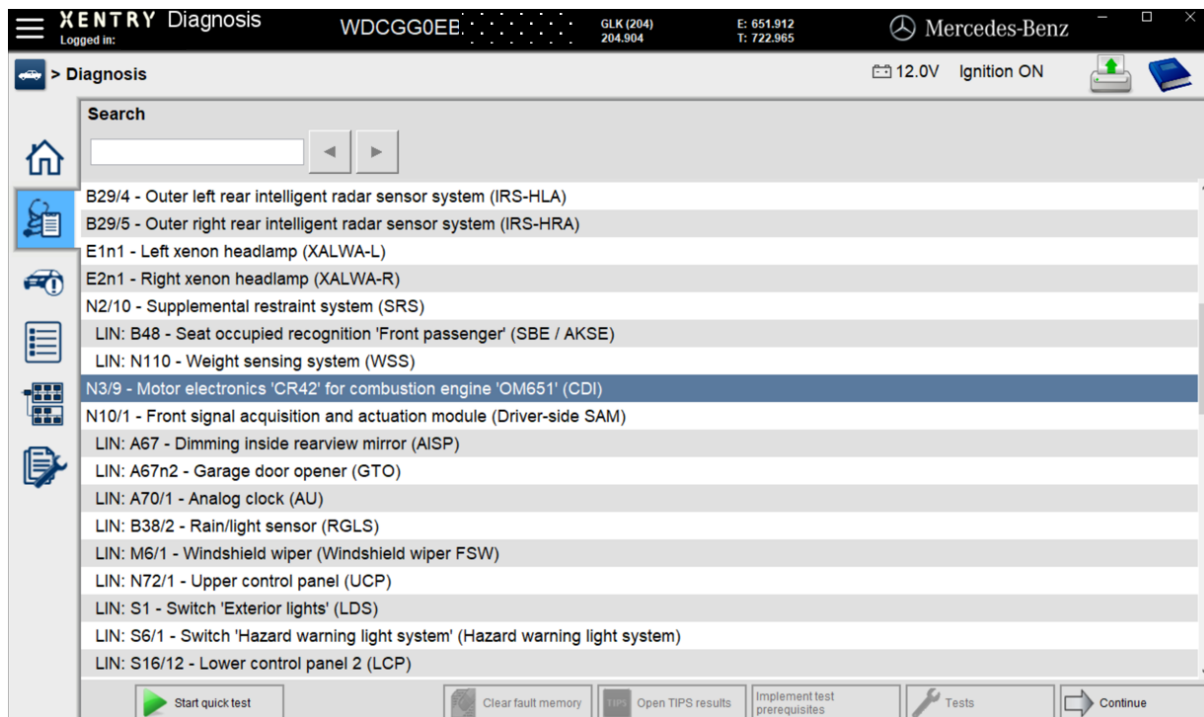 XENTRY Diagnosis
Logged in:
WDCGG0EB
GLK (204)
204.904
E: 651.912
T: 722.965
Mercedes-Benz
> Diagnosis
12.0V Ignition ON
Search
B29/4 - Outer left rear intelligent radar sensor system (IRS-HLA)
B29/5 - Outer right rear intelligent radar sensor system (IRS-HRA)
E1n1 - Left xenon headlamp (XALWA-L)
E2n1 - Right xenon headlamp (XALWA-R)
N2/10 - Supplemental restraint system (SRS)
LIN: B48 - Seat occupied recognition 'Front passenger' (SBE / AKSE)
LIN: N110 - Weight sensing system (WSS)
N3/9 - Motor electronics 'CR42' for combustion engine 'OM651' (CDI)
N10/1 - Front signal acquisition and actuation module (Driver-side SAM)
LIN: A67 - Dimming inside rearview mirror (AISP)
LIN: A67n2 - Garage door opener (GTO)
LIN: A70/1 - Analog clock (AU)
LIN: B38/2 - Rain/light sensor (RGLS)
LIN: M6/1 - Windshield wiper (Windshield wiper FSW)
LIN: N72/1 - Upper control panel (UCP)
LIN: S1 - Switch 'Exterior lights' (LDS)
LIN: S6/1 - Switch 'Hazard warning light system' (Hazard warning light system)
LIN: S16/12 - Lower control panel 2 (LCP)
Start quick test
Clear fault memory
TIPS Open TIPS results
Implement test
prerequisites
Tests
Continue